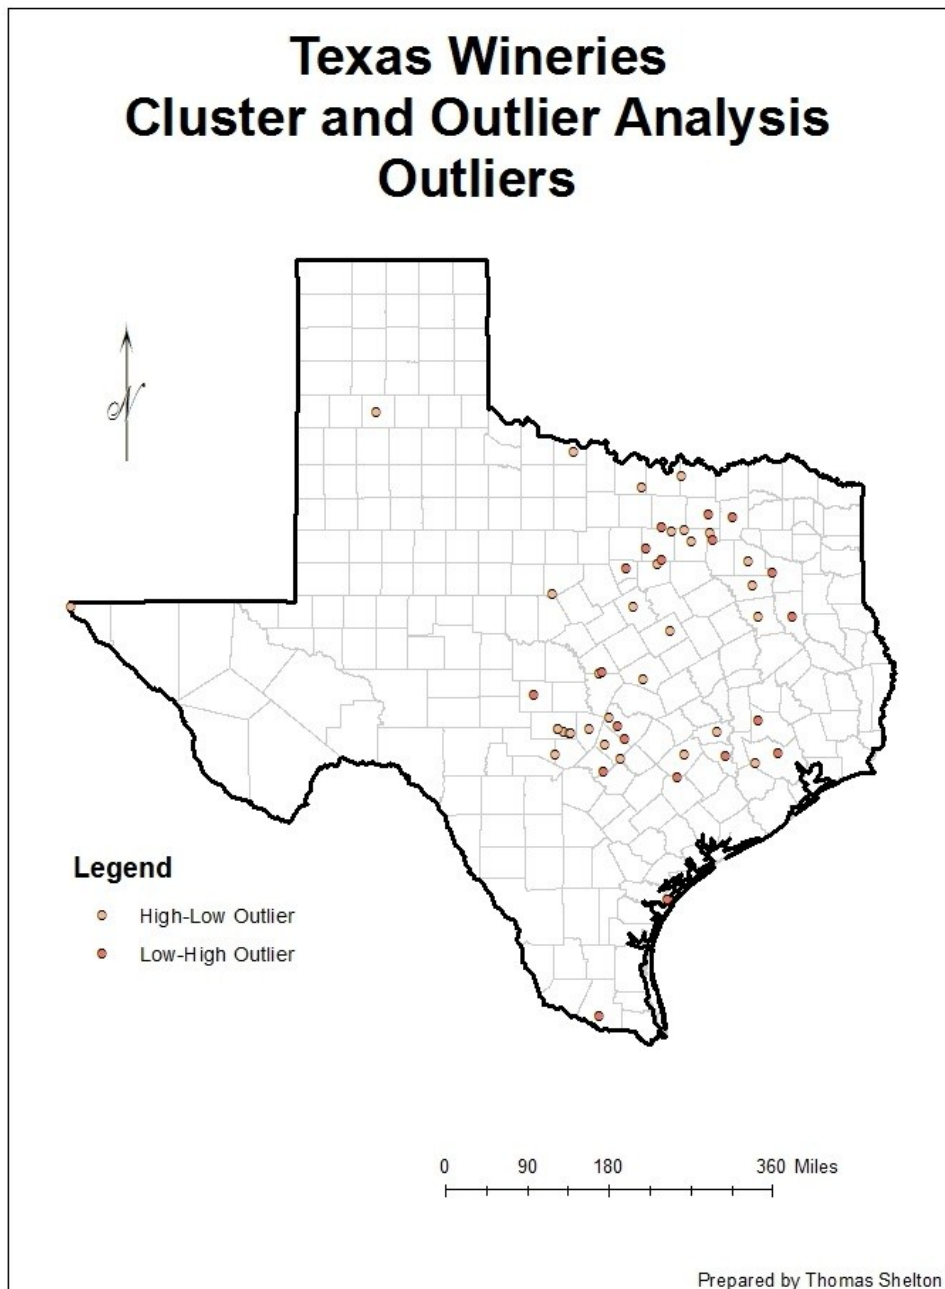 Texas Wineries
Cluster and Outlier Analysis
Outliers
N
Legend
High-Low Outlier
Low-High Outlier
0 90 180 360 Miles
Prepared by Thomas Shelton